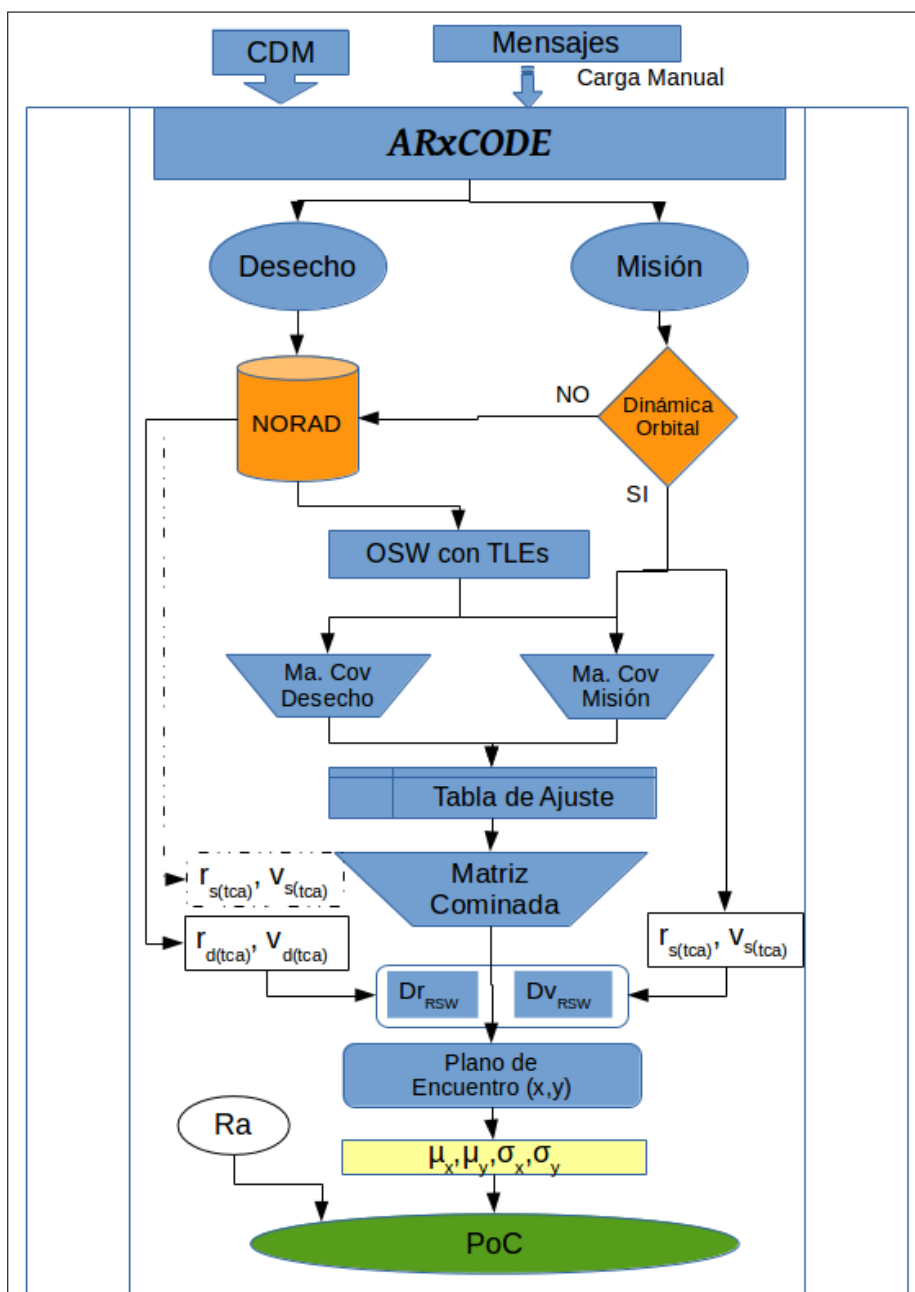 CDM
Mensajes
Carga Manual
ARxCODE
Desecho
Misión
NORAD
NO
Dinámica
Orbital
SI
OSW con TLEs
Ma. Cov
Desecho
Ma. Cov
Misión
Tabla de Ajuste
Matriz
Cominada
r s(tca), v s(tca)
r d(tca), v d(tca)
r s(tca), v s(tca)
Dr RSW
Dv RSW
Plano de
Encuentro (x,y)
Ra
μx,μy,σx,σy
PoC